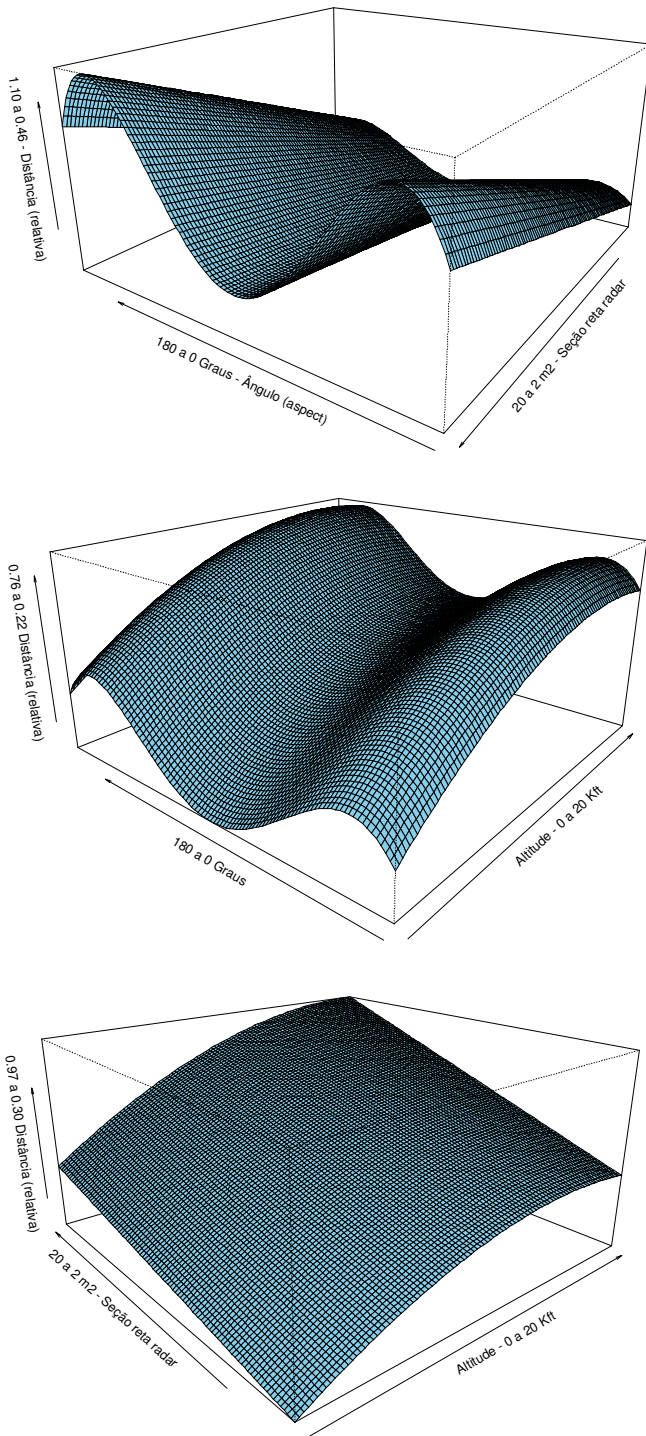 1.10 a 0.46 - Distância (relativa)
180 a 0 Graus - Ângulo (aspect)
20 a 2 m2 - Seção reta radar
0.76 a 0.22 Distância (relativa)
180 a 0 Graus
Altitude - 0 a 20 Kft
0.97 a 0.30 Distância (relativa)
20 a 2 m2 - Seção reta radar
Altitude - 0 a 20 Kft